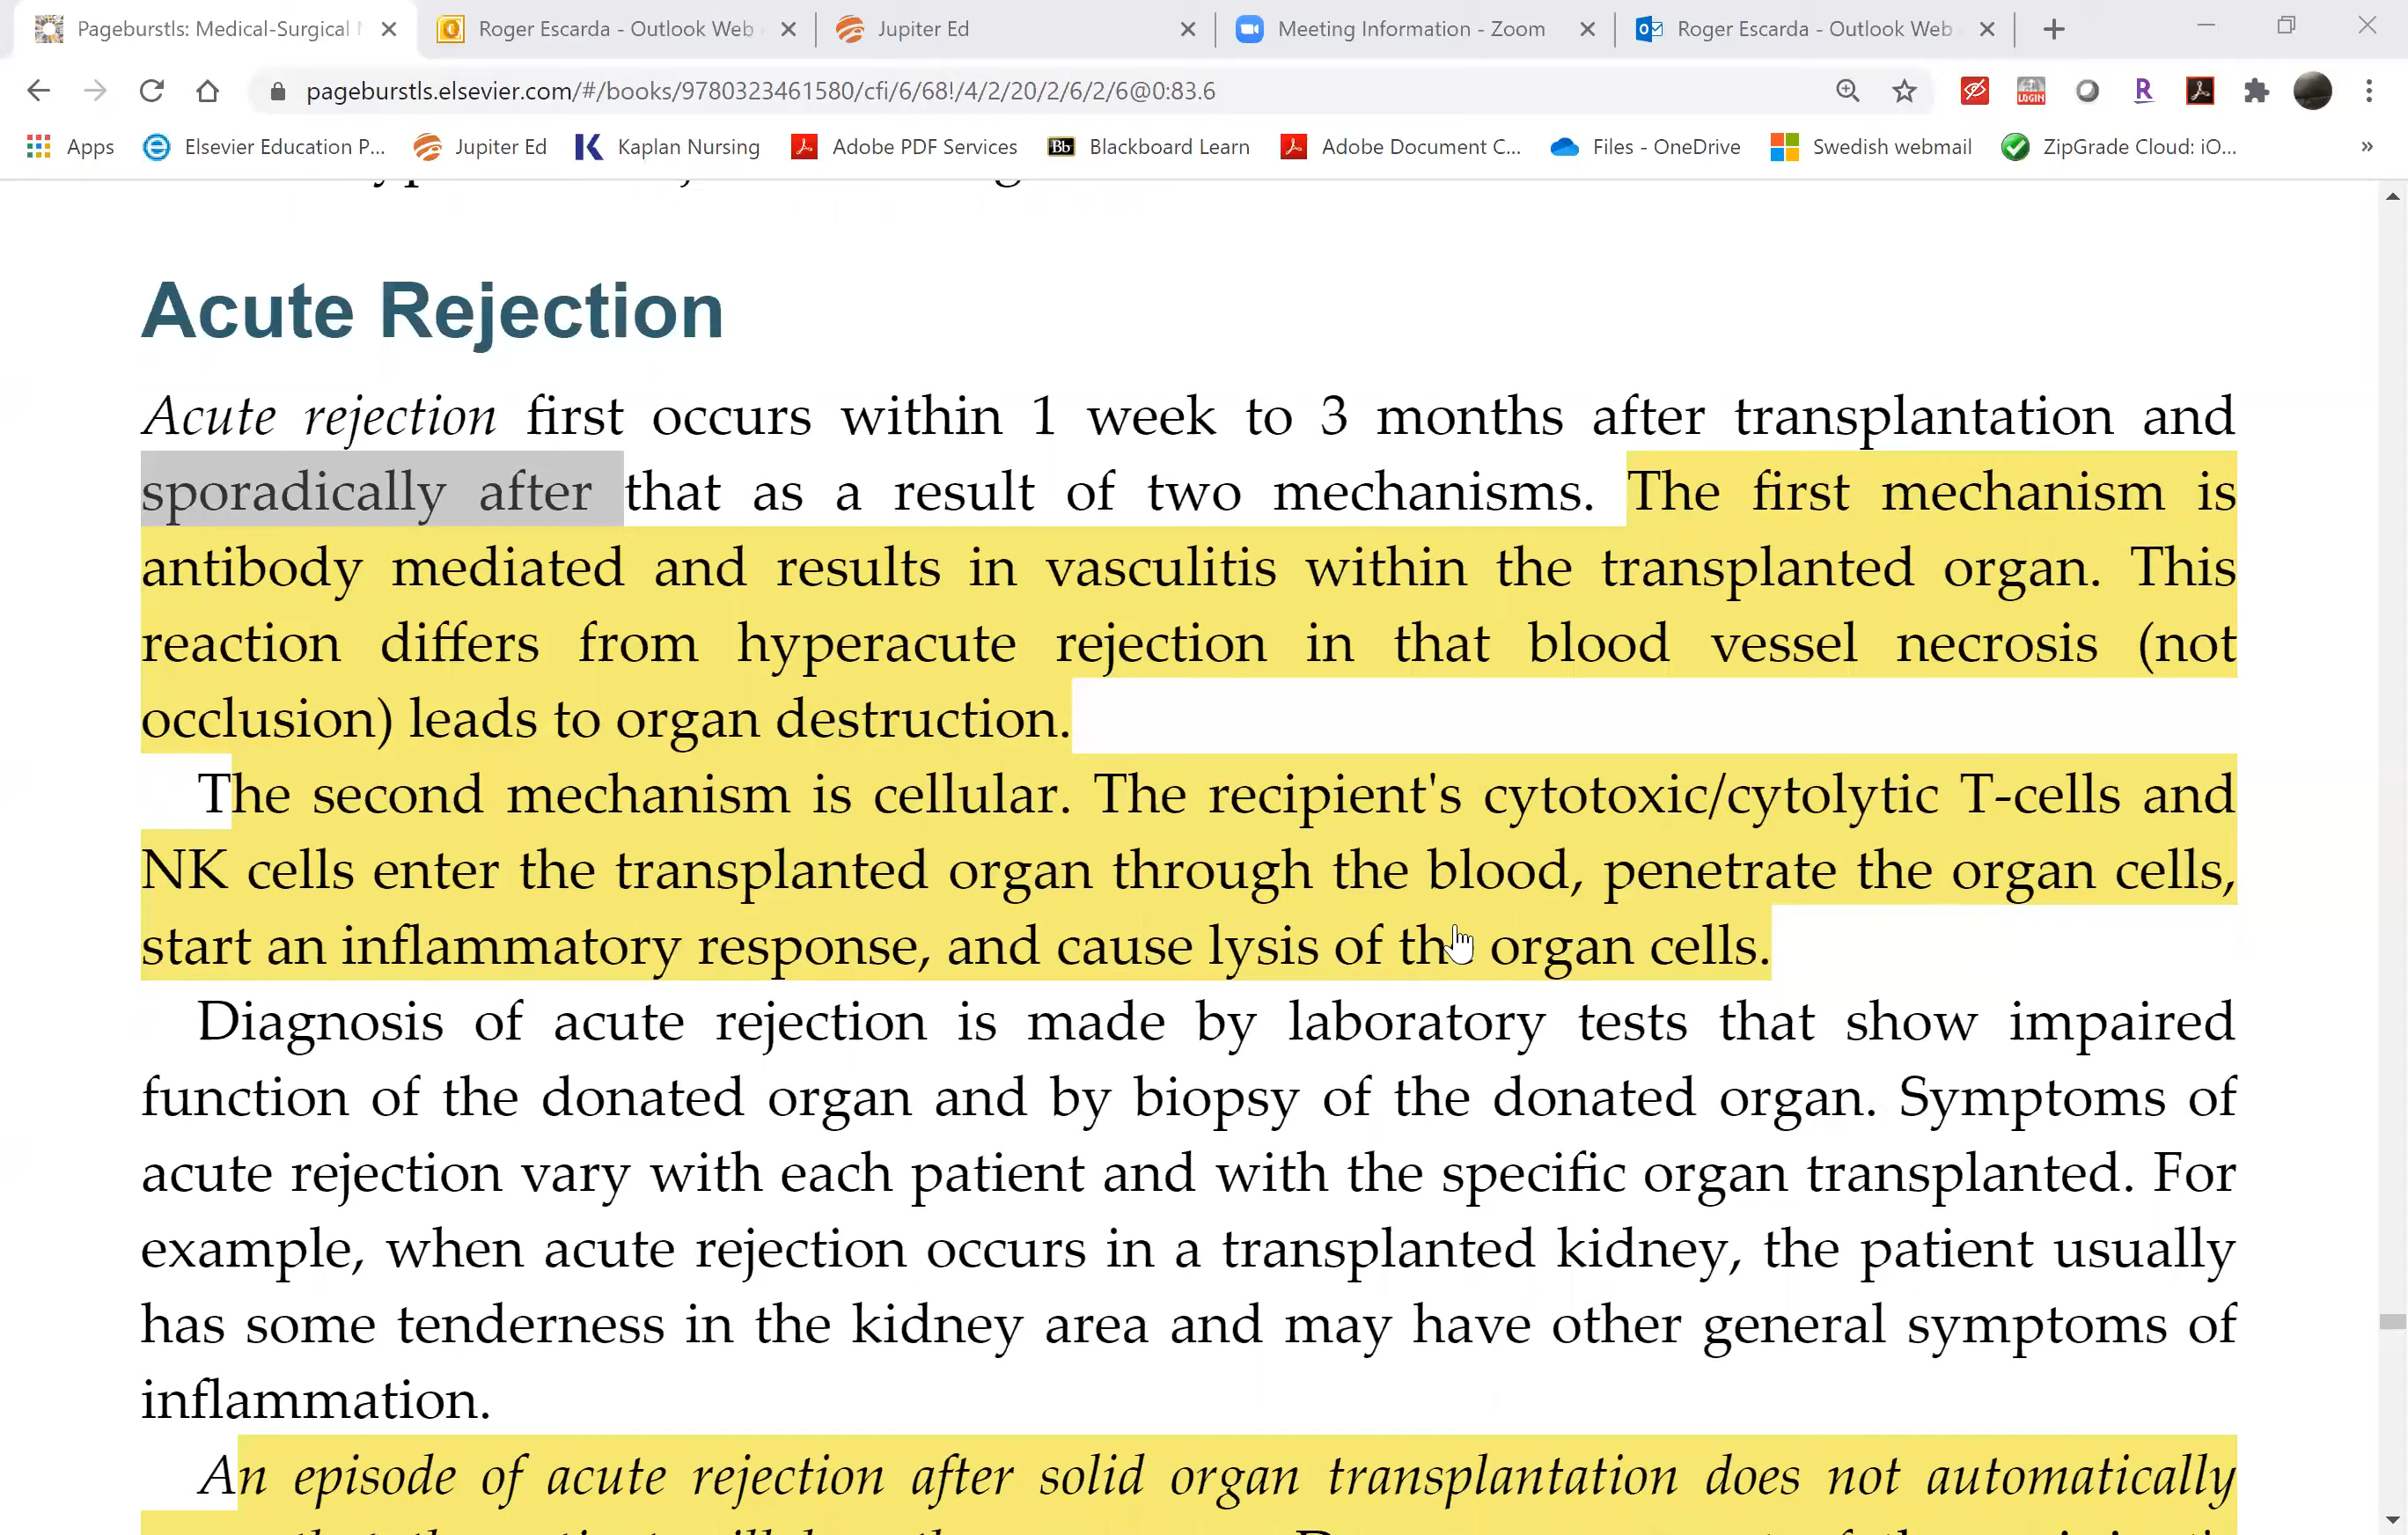 Pageburstls: Medical-Surgical
Roger Escarda - Outlook Web
Jupiter Ed
Meeting Information - Zoom
Roger Escarda - Outlook Web
pageburstls.elsevier.com/#/books/9780323461580/cfi/6/68!/4/2/20/2/6/2/6@0:83.6
LOGIN
R
Apps
Elsevier Education P...
Jupiter Ed
Kaplan Nursing
Adobe PDF Services
Bb
Blackboard Learn
Adobe Document C...
Files - OneDrive
Swedish webmail
ZipGrade Cloud: iO...
»
Acute Rejection
Acute rejection first occurs within 1 week to 3 months after transplantation and
sporadically after that as a result of two mechanisms. The first mechanism is
antibody mediated and results in vasculitis within the transplanted organ. This
reaction differs from hyperacute rejection in that blood vessel necrosis (not
occlusion) leads to organ destruction.
The second mechanism is cellular. The recipient's cytotoxic/cytolytic T-cells and
NK cells enter the transplanted organ through the blood, penetrate the organ cells,
start an inflammatory response, and cause lysis of the organ cells.
Diagnosis of acute rejection is made by laboratory tests that show impaired
function of the donated organ and by biopsy of the donated organ. Symptoms of
acute rejection vary with each patient and with the specific organ transplanted. For
example, when acute rejection occurs in a transplanted kidney, the patient usually
has some tenderness in the kidney area and may have other general symptoms of
inflammation.
An episode of acute rejection after solid organ transplantation does not automatically